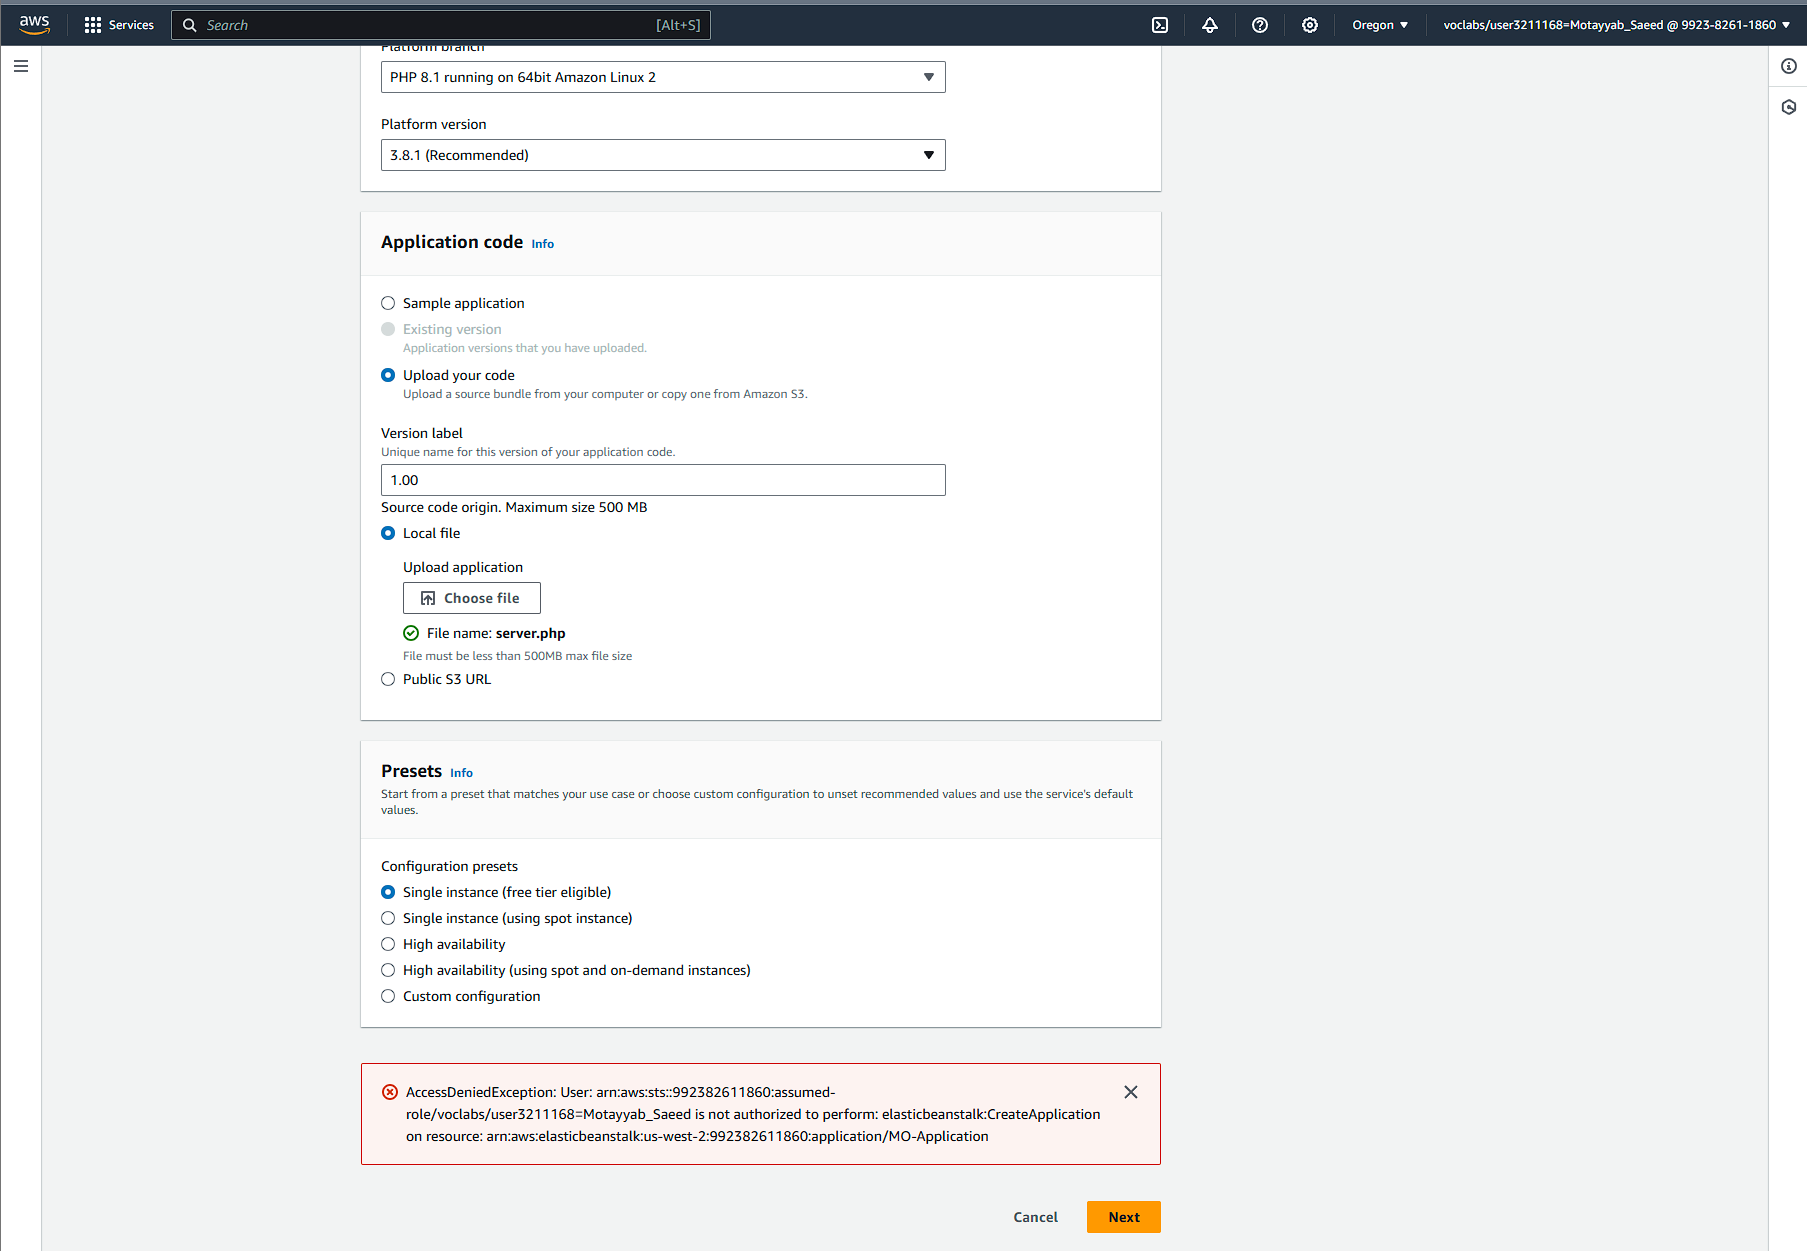 aws
Services
Search
[Alt+S]
Oregon
voclabs/user3211168=Motayyab_Saeed @ 9923-8261-1860
Platform branch
PHP 8.1 running on 64bit Amazon Linux 2
Platform version
3.8.1 (Recommended)
Application code Info
Sample application
Existing version
Application versions that you have uploaded.
Upload your code
Upload a source bundle from your computer or copy one from Amazon S3.
Version label
Unique name for this version of your application code.
1.00
Source code origin. Maximum size 500 MB
Local file
Upload application
Choose file
File name: server.php
File must be less than 500MB max file size
Public S3 URL
Presets Info
Start from a preset that matches your use case or choose custom configuration to unset recommended values and use the service's default
values.
Configuration presets
Single instance (free tier eligible)
Single instance (using spot instance)
High availability
High availability (using spot and on-demand instances)
Custom configuration
AccessDeniedException: User: arn:aws:sts::992382611860:assumed-
role/voclabs/user3211168=Motayyab_Saeed is not authorized to perform: elasticbeanstalk:CreateApplication
on resource: arn:aws:elasticbeanstalk:us-west-2:992382611860:application/MO-Application
Cancel
Next